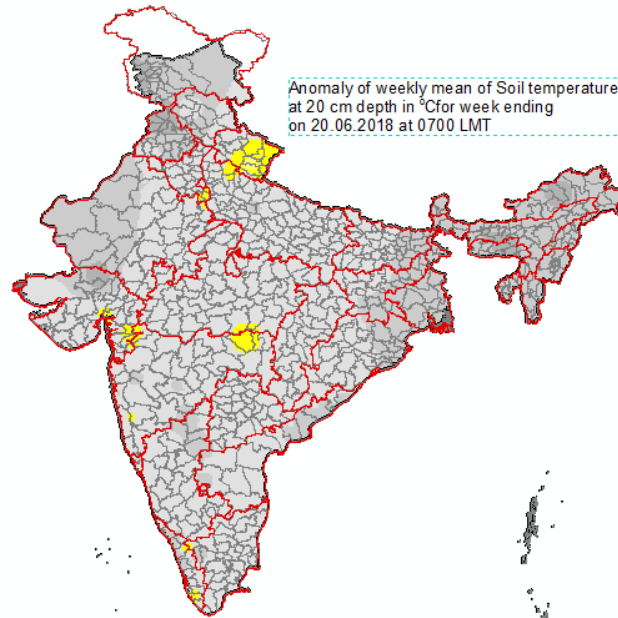 Anomaly of weekly mean of Soil temperature
at 20 cm depth in °Cfor week ending
on 20.06.2018 at 0700 LMT